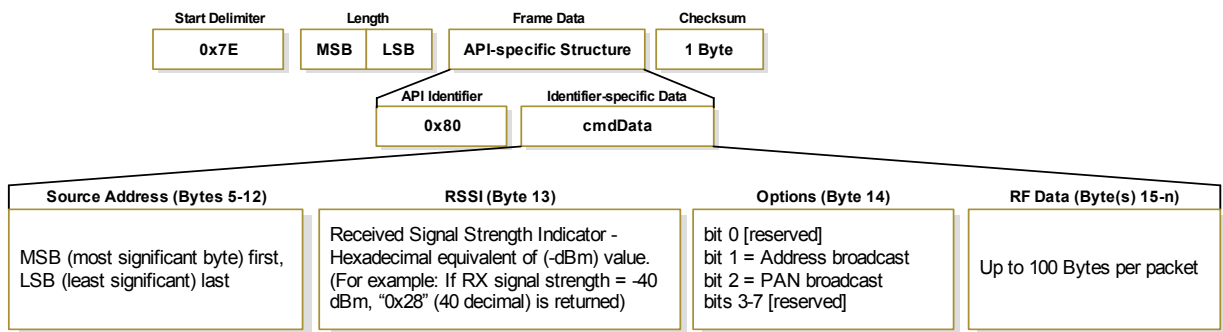 Start Delimiter
Length
Frame Data
Checksum
0x7E
MSB
LSB
API-specific Structure
1 Byte
API Identifier
Identifier-specific Data
0x80
cmdData
Source Address (Bytes 5-12)
MSB (most significant byte) first,
LSB (least significant) last
RSSI (Byte 13)
Received Signal Strength Indicator -
Hexadecimal equivalent of (-dBm) value.
(For example: If RX signal strength = -40
dBm, “0x28” (40 decimal) is returned)
Options (Byte 14)
bit 0 [reserved]
bit 1 = Address broadcast
bit 2 = PAN broadcast
bits 3-7 [reserved]
RF Data (Byte(s) 15-n)
Up to 100 Bytes per packet